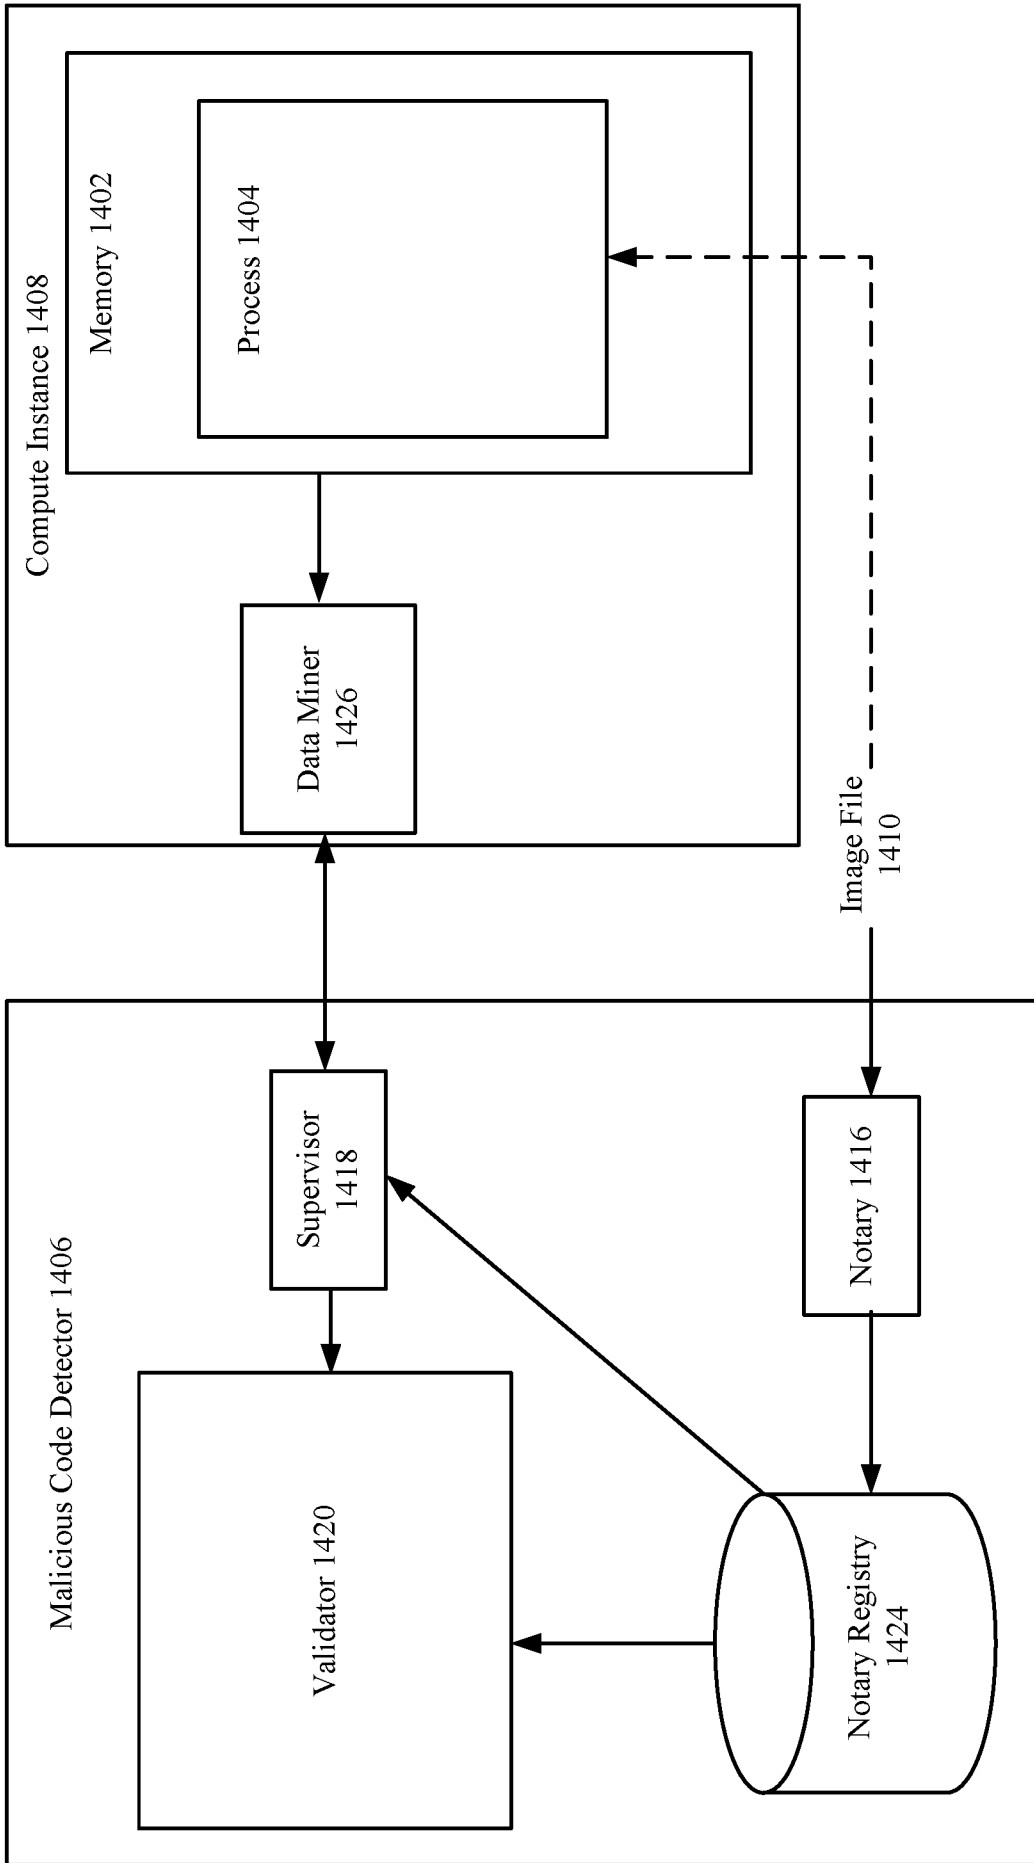 Malicious Code Detector 1406
Validator 1420
Supervisor
1418
Notary Registry
1424
Notary 1416
Image File
1410
Compute Instance 1408
Data Miner
1426
Memory 1402
Process 1404